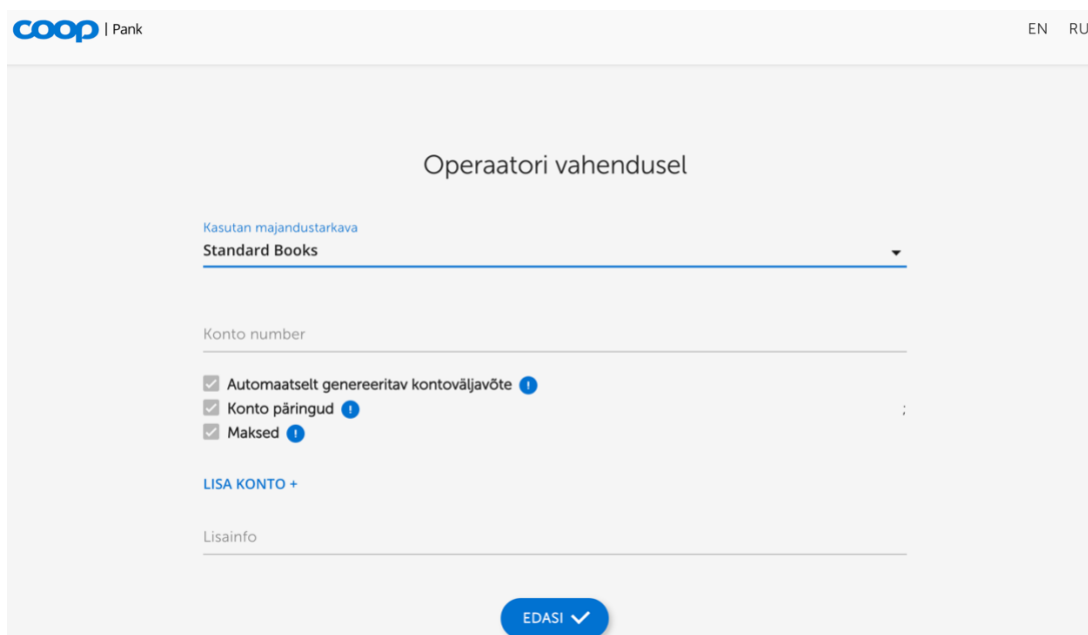 coop | Pank
EN RU
Operaatori vahendusel
Kasutan majandustarkava
Standard Books
Konto number
Automaatselt genereeritav kontoväljavõte !
Konto päringud ! ;
Maksed !
LISA KONTO +
Lisainfo
EDASI